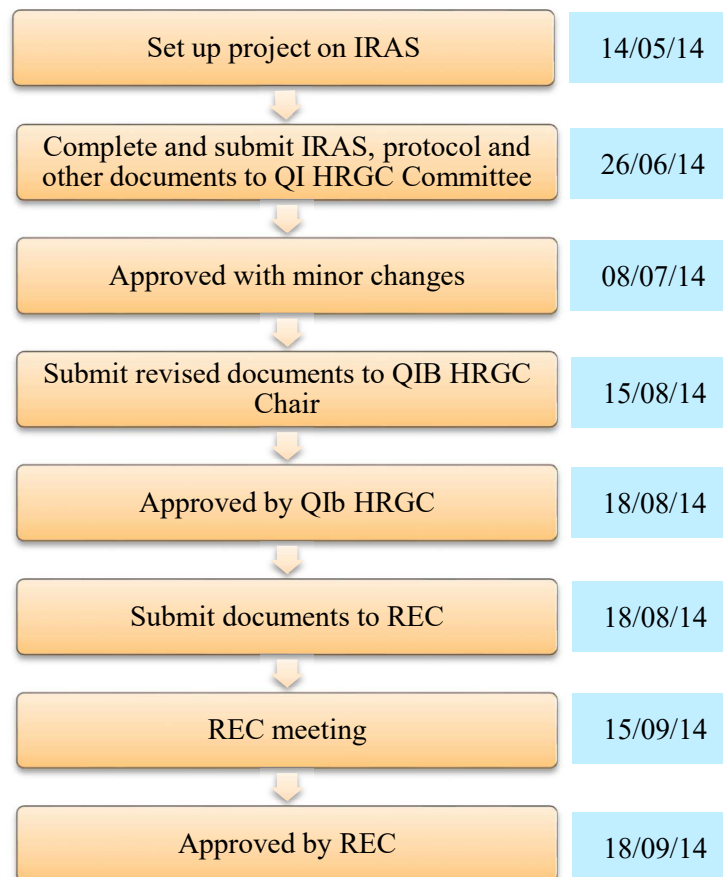 Set up project on IRAS
14/05/14
Complete and submit IRAS, protocol and
other documents to QI HRGC Committee
26/06/14
Approved with minor changes
08/07/14
Submit revised documents to QIB HRGC
Chair
15/08/14
Approved by QIb HRGC
18/08/14
Submit documents to REC
18/08/14
REC meeting
15/09/14
Approved by REC
18/09/14